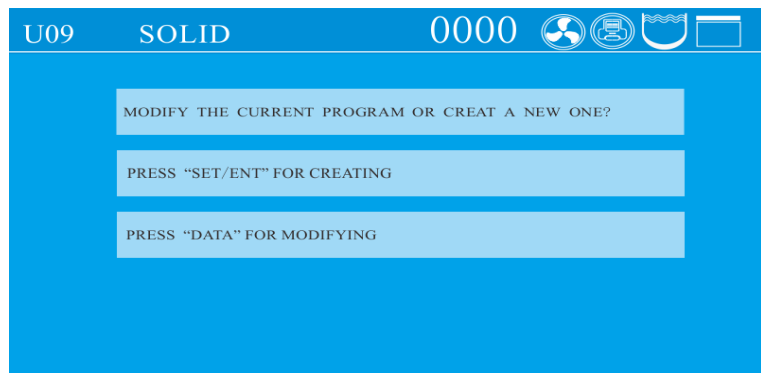 U09 SOLID 0000
MODIFY THE CURRENT PROGRAM OR CREAT A NEW ONE?
PRESS “SET/ENT” FOR CREATING
PRESS “DATA” FOR MODIFYING